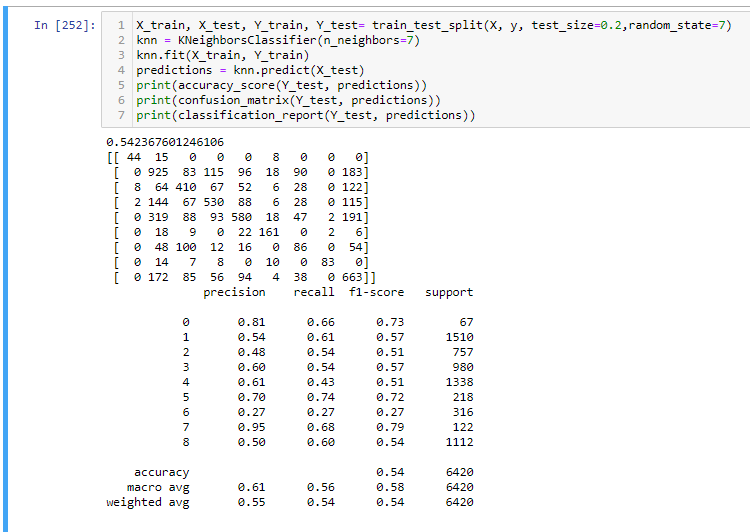 In [252]:
1 X_train, X_test, Y_train, Y_test= train_test_split(X, y, test_size=0.2,random_state=7)
2 knn = KNeighborsClassifier(n_neighbors=7)
3 knn.fit(X_train, Y_train)
4 predictions = knn.predict(X_test)
5 print(accuracy_score(Y_test, predictions))
6 print(confusion_matrix(Y_test, predictions))
7 print(classification_report(Y_test, predictions))
0.542367601246106
[[ 44 15 0 0 0 8 0 0 0]
[ 0 925 83 115 96 18 90 0 183]
[ 8 64 410 67 52 6 28 0 122]
[ 2 144 67 530 88 6 28 0 115]
[ 0 319 88 93 580 18 47 2 191]
[ 0 18 9 0 22 161 0 2 6]
[ 0 48 100 12 16 0 86 0 54]
[ 0 14 7 8 0 10 0 83 0]
[ 0 172 85 56 94 4 38 0 663]]
precision recall f1-score support
0 0.81 0.66 0.73 67
1 0.54 0.61 0.57 1510
2 0.48 0.54 0.51 757
3 0.60 0.54 0.57 980
4 0.61 0.43 0.51 1338
5 0.70 0.74 0.72 218
6 0.27 0.27 0.27 316
7 0.95 0.68 0.79 122
8 0.50 0.60 0.54 1112
accuracy 0.54 6420
macro avg 0.61 0.56 0.58 6420
weighted avg 0.55 0.54 0.54 6420